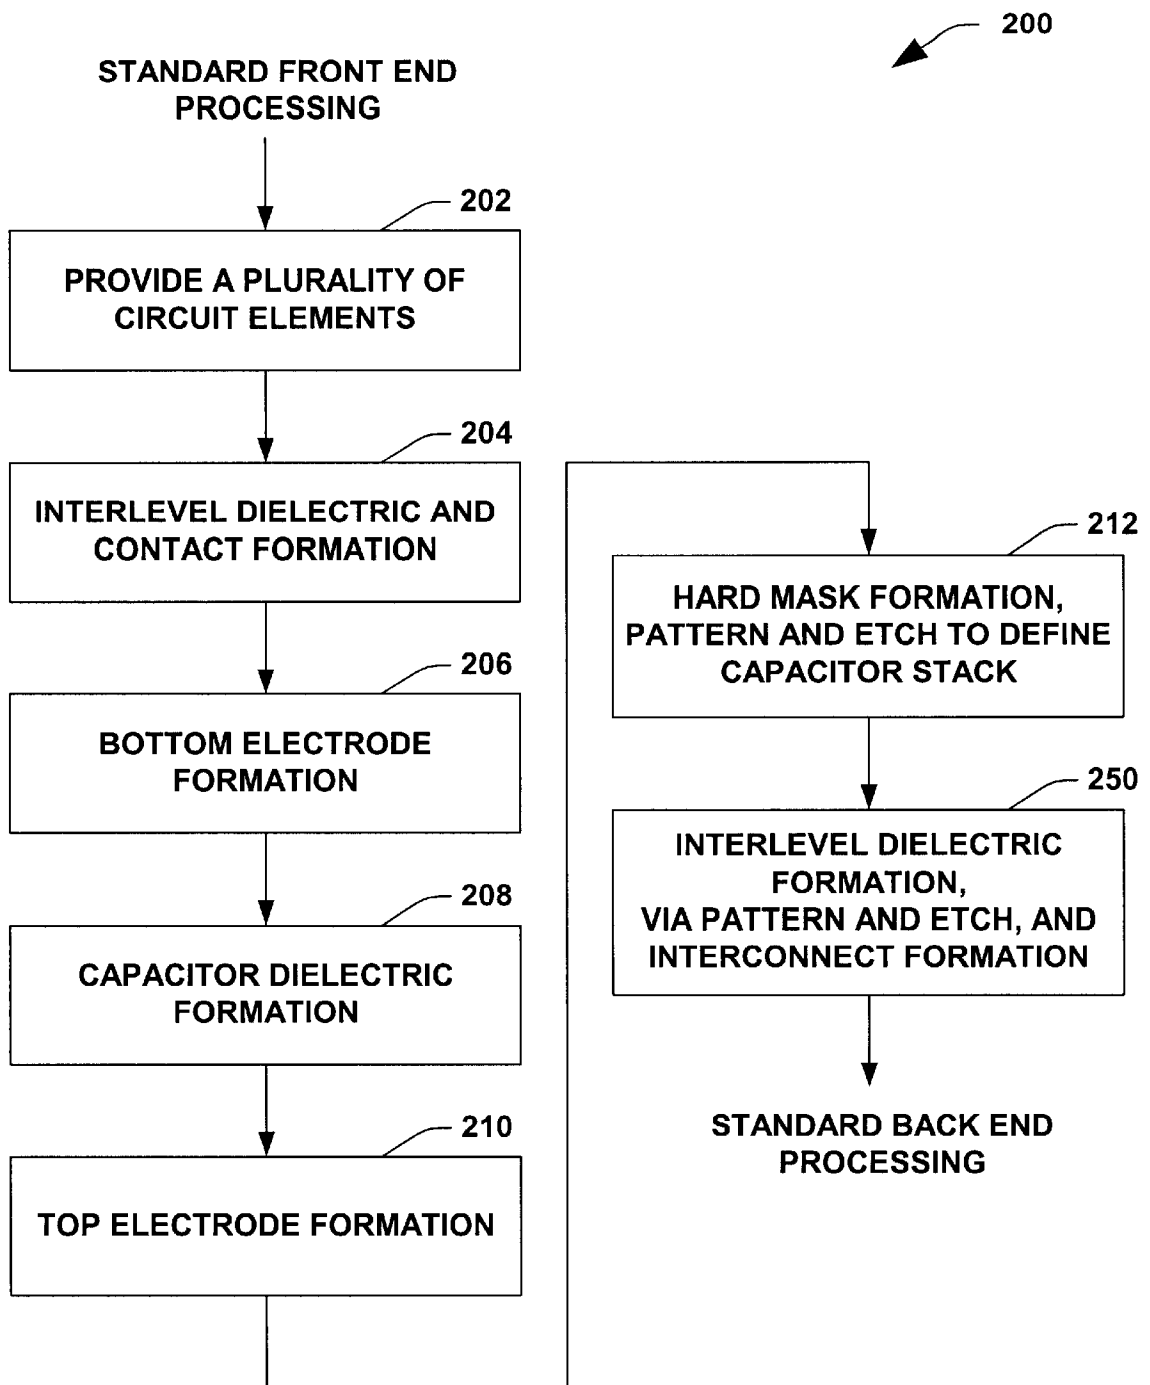 200
STANDARD FRONT END
PROCESSING
202
PROVIDE A PLURALITY OF
CIRCUIT ELEMENTS
204
INTERLEVEL DIELECTRIC AND
CONTACT FORMATION
206
BOTTOM ELECTRODE
FORMATION
208
CAPACITOR DIELECTRIC
FORMATION
210
TOP ELECTRODE FORMATION
212
HARD MASK FORMATION,
PATTERN AND ETCH TO DEFINE
CAPACITOR STACK
250
INTERLEVEL DIELECTRIC
FORMATION,
VIA PATTERN AND ETCH, AND
INTERCONNECT FORMATION
STANDARD BACK END
PROCESSING